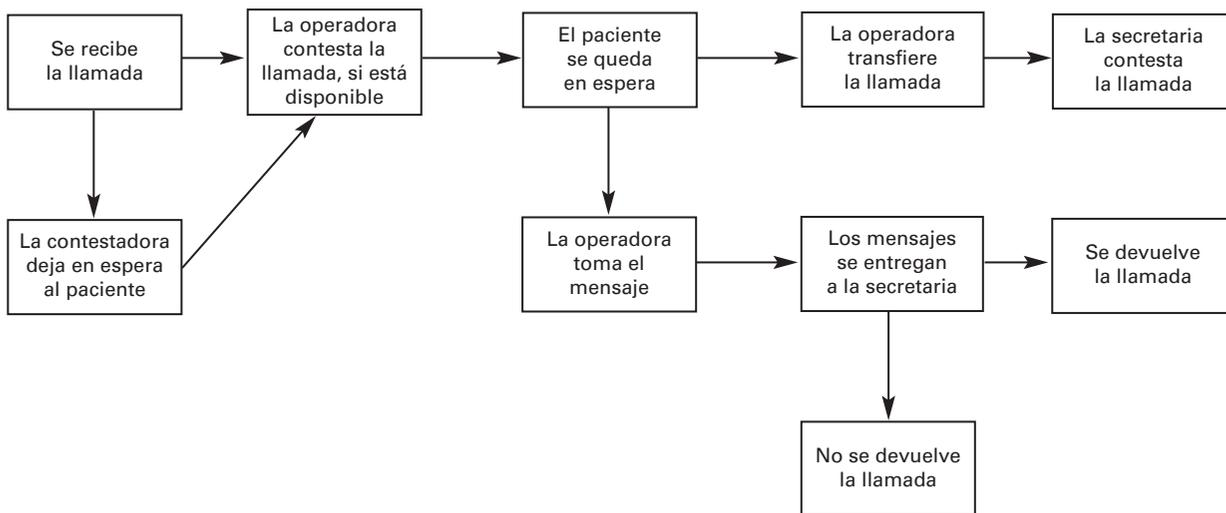 Se recibe
la llamada
La operadora
contesta la
llamada, si está
disponible
El paciente
se queda
en espera
La operadora
transfiere
la llamada
La secretaria
contesta
la llamada
La contestadora
deja en espera
al paciente
La operadora
toma el
mensaje
Los mensajes
se entregan
a la secretaria
Se devuelve
la llamada
No se devuelve
la llamada